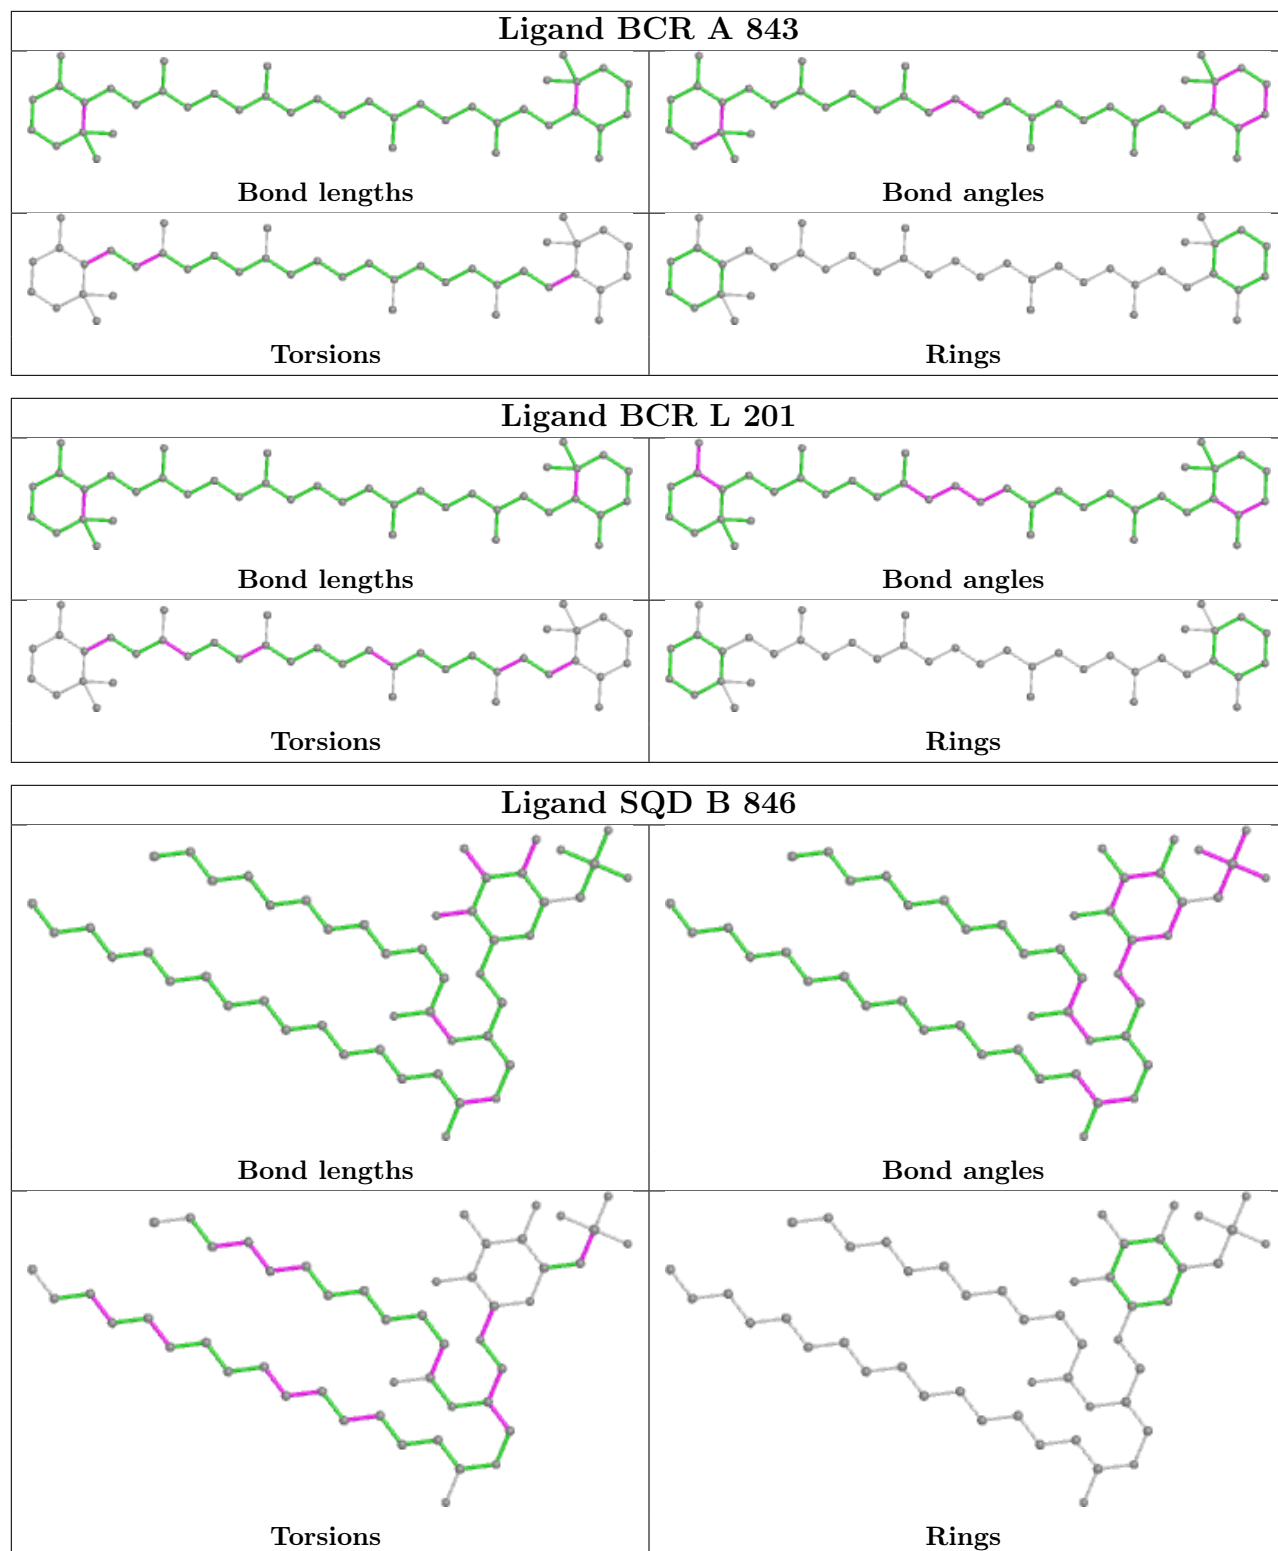 Ligand BCR A 843
Bond lengths
Bond angles
Torsions
Rings
Ligand BCR L 201
Bond lengths
Bond angles
Torsions
Rings
Ligand SQD B 846
Bond lengths
Bond angles
Torsions
Rings